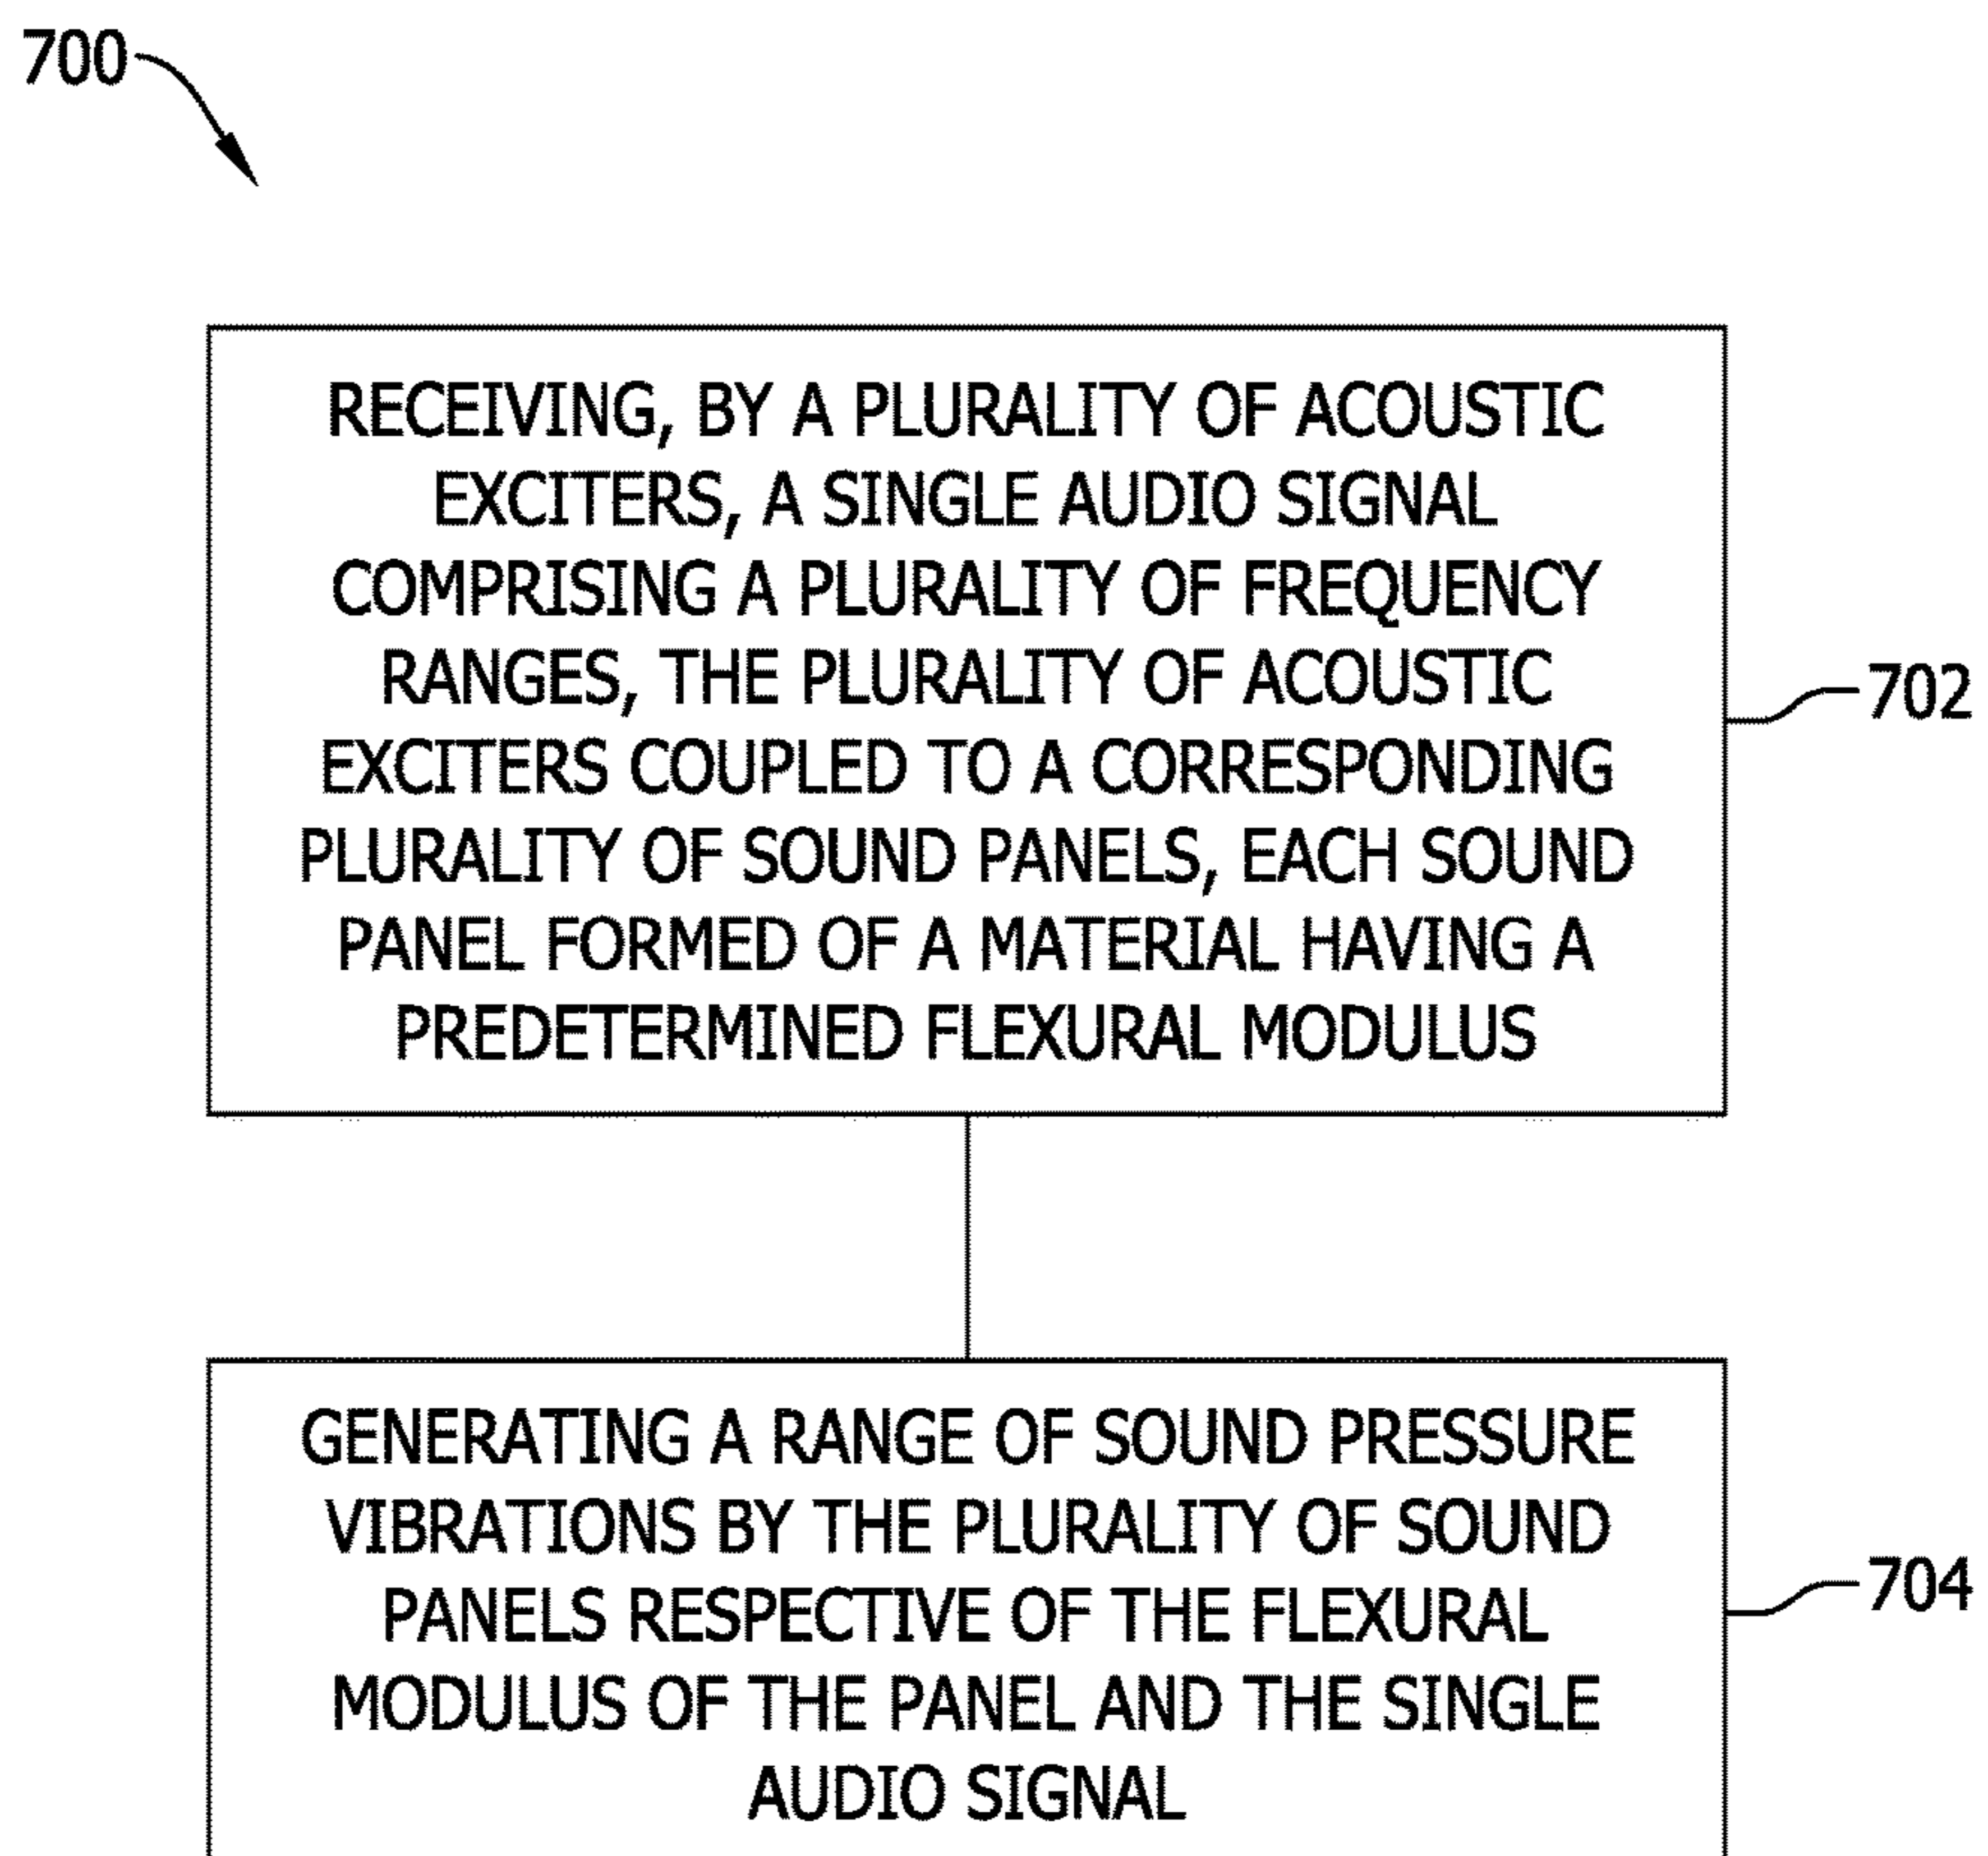 700
RECEIVING, BY A PLURALITY OF ACOUSTIC
EXCITERS, A SINGLE AUDIO SIGNAL
COMPRISING A PLURALITY OF FREQUENCY
RANGES, THE PLURALITY OF ACOUSTIC
EXCITERS COUPLED TO A CORRESPONDING
PLURALITY OF SOUND PANELS, EACH SOUND
PANEL FORMED OF A MATERIAL HAVING A
PREDETERMINED FLEXURAL MODULUS
702
GENERATING A RANGE OF SOUND PRESSURE
VIBRATIONS BY THE PLURALITY OF SOUND
PANELS RESPECTIVE OF THE FLEXURAL
MODULUS OF THE PANEL AND THE SINGLE
AUDIO SIGNAL
704